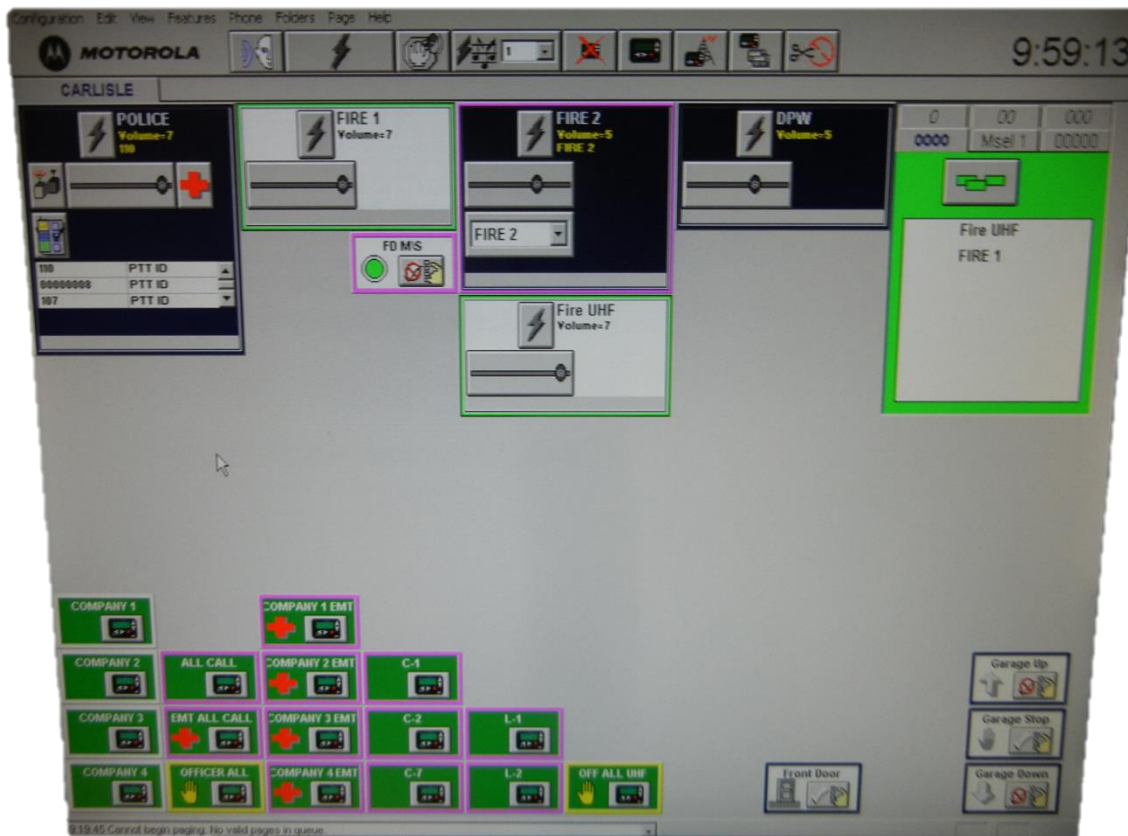 Configuration Edit View Features Phone Folders Page Help
MOTOROLA
1
9:59:13
CARLISLE
POLICE
Volume=7
110
FIRE 1
Volume=7
FIRE 2
Volume=5
FIRE 2
FIRE 2
DPW
Volume=5
0 00 000
0000 Msel 1 00000
Fire UHF
FIRE 1
110 PTT ID
00000008 PTT ID
107 PTT ID
FD M\S
Fire UHF
Volume=7
COMPANY 1
COMPANY 1 EMT
COMPANY 2
ALL CALL
COMPANY 2 EMT
C-1
Garage Up
COMPANY 3
EMT ALL CALL
COMPANY 3 EMT
C-2
L-1
Garage Stop
COMPANY 4
OFFICER ALL
COMPANY 4 EMT
C-7
L-2
OFF ALL UHF
Front Door
Garage Down
9:19:45 Cannot begin paging: No valid pages in queue.